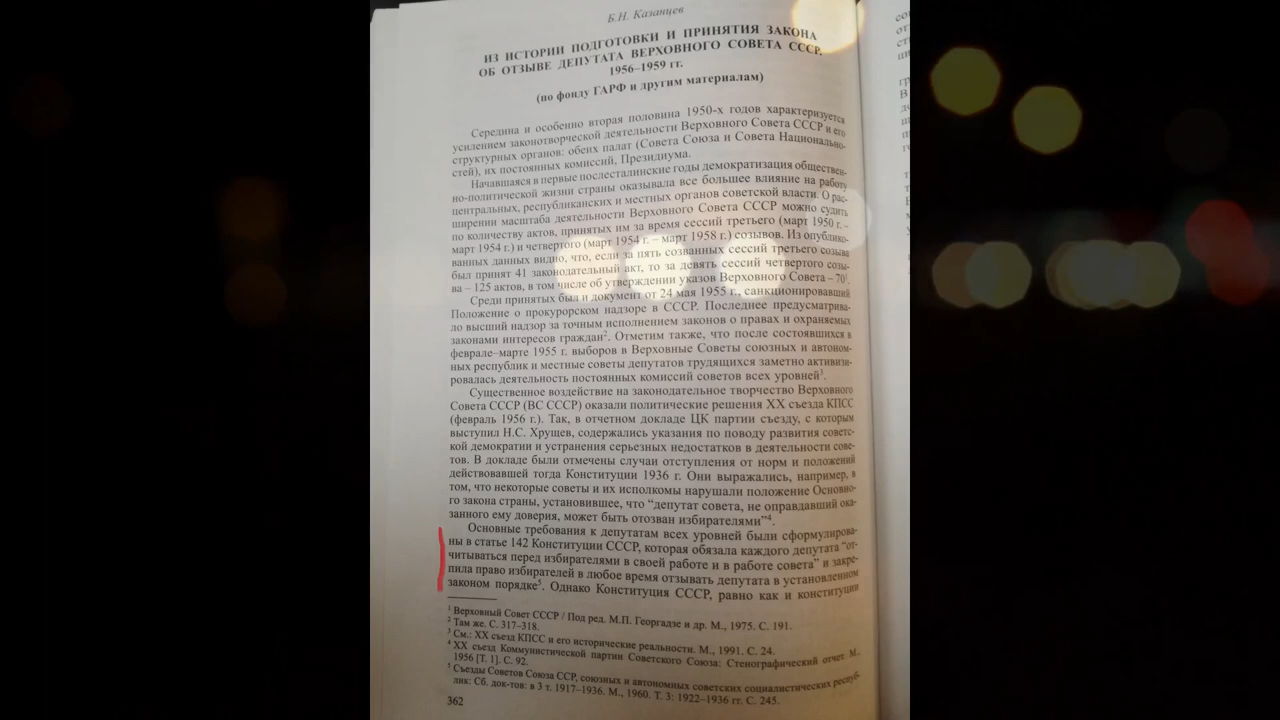 Б.Н. Казанцев
ИЗ ИСТОРИИ ПОДГОТОВКИ И ПРИНЯТИЯ ЗАКОНА
ОБ ОТЗЫВЕ ДЕПУТАТА ВЕРХОВНОГО СОВЕТА СССР.
1956–1959 гг.
(по фонду ГАРФ и другим материалам)
Середина и особенно вторая половина 1950-х годов характеризуется
усилением законотворческой деятельности Верховного Совета СССР и его
структурных органов: обеих палат (Совета Союза и Совета Национально-
стей), их постоянных комиссий, Президиума.
Начавшаяся в первые послесталинские годы демократизация обществен-
но-политической жизни страны оказывала все большее влияние на работу
центральных, республиканских и местных органов советской власти. О рас-
ширении масштаба деятельности Верховного Совета СССР можно судить
по количеству актов, принятых им за время сессий третьего (март 1950 г. –
март 1954 г.) и четвертого (март 1954 г. – март 1958 г.) созывов. Из опублико-
ванных данных видно, что, если за пять созванных сессий третьего созыва
был принят 41 законодательный акт, то за девять сессий четвертого созы-
ва – 125 актов, в том числе об утверждении указов Верховного Совета – 70¹.
Среди принятых был и документ от 24 мая 1955 г., санкционировавший
Положение о прокурорском надзоре в СССР. Последнее предусматрива-
ло высший надзор за точным исполнением законов о правах и охраняемых
законами интересов граждан². Отметим также, что после состоявшихся в
феврале–марте 1955 г. выборов в Верховные Советы союзных и автоном-
ных республик и местные советы депутатов трудящихся заметно активизи-
ровалась деятельность постоянных комиссий советов всех уровней³.
Существенное воздействие на законодательное творчество Верховного
Совета СССР (ВС СССР) оказали политические решения XX съезда КПСС
(февраль 1956 г.). Так, в отчетном докладе ЦК партии съезду, с которым
выступил Н.С. Хрущев, содержались указания по поводу развития советс-
кой демократии и устранения серьезных недостатков в деятельности сове-
тов. В докладе были отмечены случаи отступления от норм и положений
действовавшей тогда Конституции 1936 г. Они выражались, например, в
том, что некоторые советы и их исполкомы нарушали положение Основно-
го закона страны, установившее, что “депутат совета, не оправдавший ока-
занного ему доверия, может быть отозван избирателями”⁴.
Основные требования к депутатам всех уровней были сформулирова-
ны в статье 142 Конституции СССР, которая обязала каждого депутата “от-
читываться перед избирателями в своей работе и в работе совета” и закре-
пила право избирателей в любое время отзывать депутата в установленном
законом порядке⁵. Однако Конституция СССР, равно как и конституции
¹ Верховный Совет СССР / Под ред. М.П. Георгадзе и др. М., 1975. С. 191.
² Там же. С. 317–318.
³ См.: XX съезд КПСС и его исторические реальности. М., 1991. С. 24.
⁴ XX съезд Коммунистической партии Советского Союза: Стенографический отчет. М.,
1956 [Т. 1]. С. 92.
⁵ Съезды Советов Союза ССР, союзных и автономных советских социалистических респуб-
лик: Сб. док-тов: в 3 т. 1917–1936. М., 1960. Т. 3: 1922–1936 гг. С. 245.
362